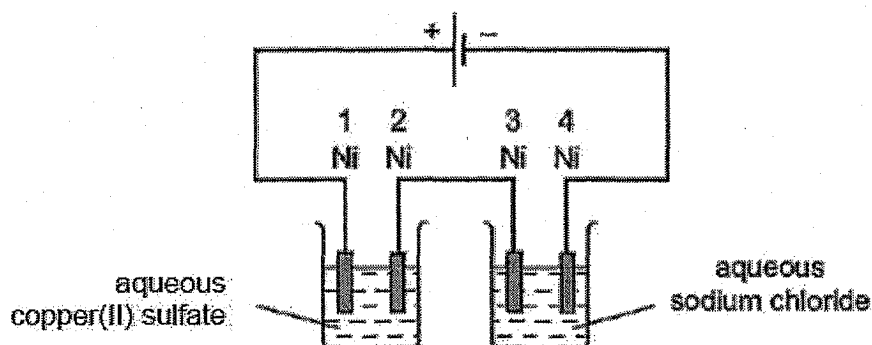 + −
1 2 3 4
Ni Ni Ni Ni
aqueous
copper(II) sulfate
aqueous
sodium chloride